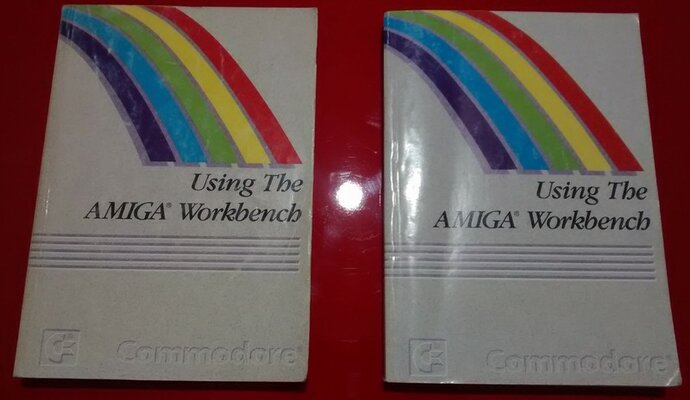 Using The
AMIGA® Workbench
Commodore®
Using The
AMIGA® Workbench
Commodore®